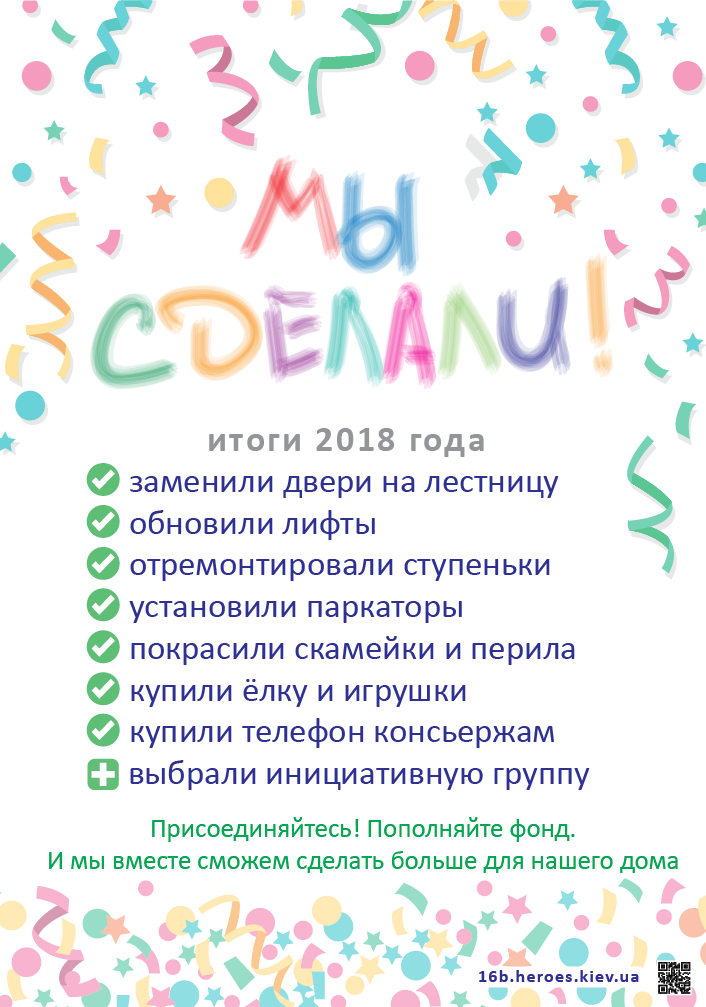 МЫ
СДЕЛАЛИ!
итоги 2018 года
заменили двери на лестницу
обновили лифты
отремонтировали ступеньки
установили паркаторы
покрасили скамейки и перила
купили ёлку и игрушки
купили телефон консьержам
выбрали инициативную группу
Присоединяйтесь! Пополняйте фонд.
И мы вместе сможем сделать больше для нашего дома
16b.heroes.kiev.ua